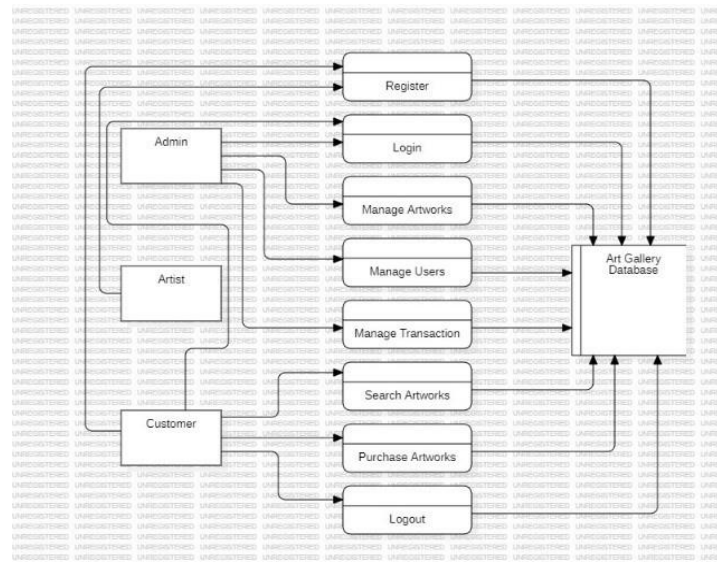 Register
Admin
Login
Manage Artworks
Art Gallery
Database
Artist
Manage Users
Manage Transaction
Search Artworks
Customer
Purchase Artworks
Logout
UNREGISTERED